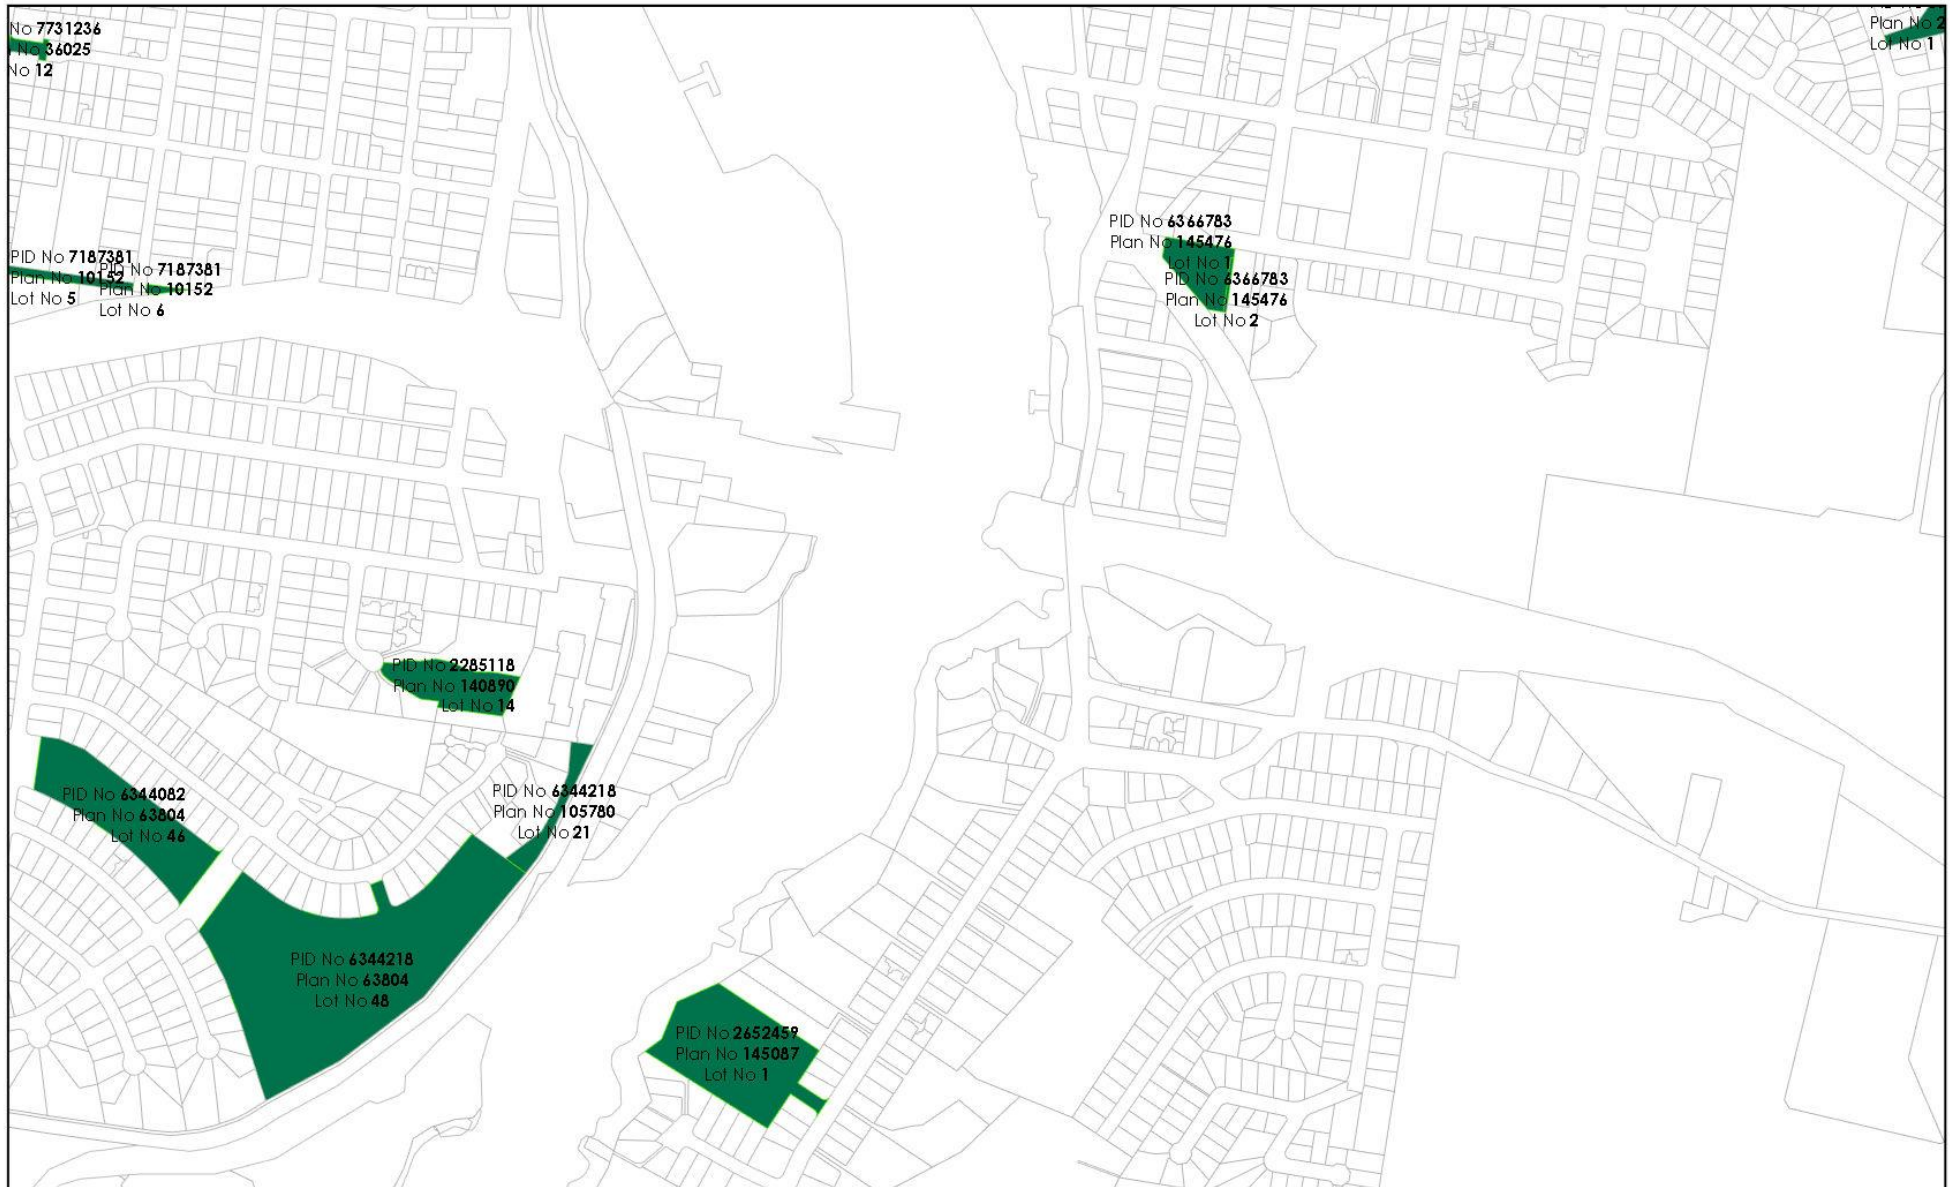 No 7731236
No 36025
No 12
Plan No 2
Lot No 1
PID No 6366783
Plan No 145476
Lot No 1
PID No 6366783
Plan No 145476
Lot No 2
PID No 7187381
Plan No 10152
Lot No 5
PID No 7187381
Plan No 10152
Lot No 6
PID No 2285118
Plan No 140890
Lot No 14
PID No 6344082
Plan No 63804
Lot No 46
PID No 6344218
Plan No 105780
Lot No 21
PID No 6344218
Plan No 63804
Lot No 48
PID No 2652459
Plan No 145087
Lot No 1